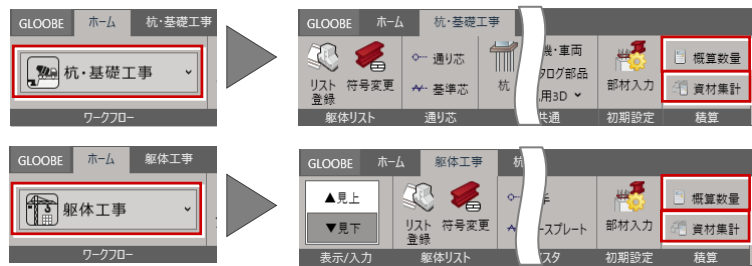 GLOOBE ホーム 杭・基礎工事
杭・基礎工事
ワークフロー
GLOOBE ホーム 杭・基礎工事
リスト
登録
符号変更
躯体リスト
通り芯
基準芯
通り芯
杭
機・車両
タログ部品
用3D
共通
部材入力
初期設定
概算数量
資材集計
積算
GLOOBE ホーム 躯体工事
躯体工事
ワークフロー
GLOOBE ホーム 躯体工事 杭
▲見上
▼見下
表示/入力
リスト
登録
符号変更
躯体リスト
ースプレート
スタ
部材入力
初期設定
概算数量
資材集計
積算